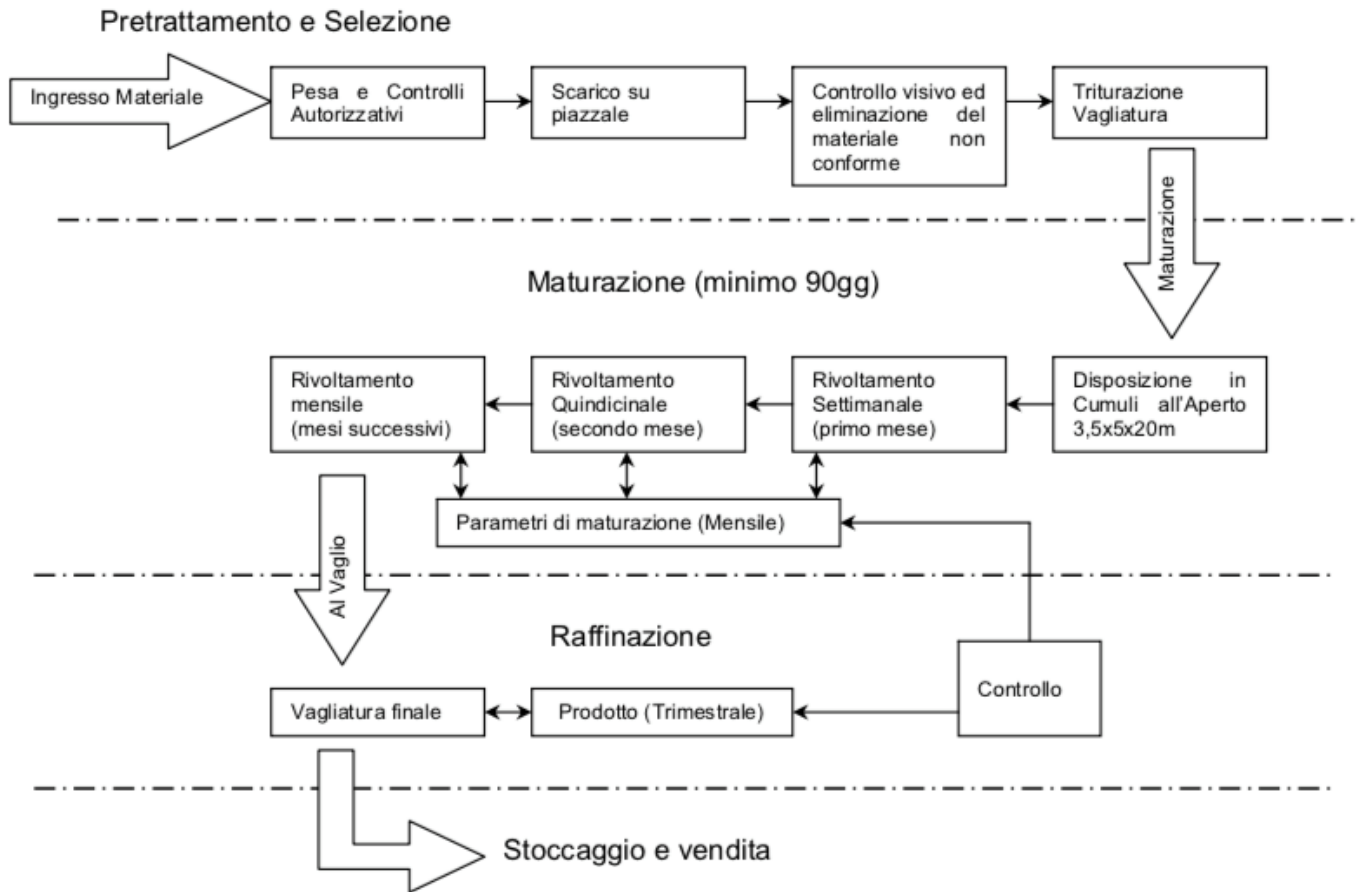 Pretrattamento e Selezione
Ingresso Materiale
Pesa e Controlli
Autorizzativi
Scarico su
piazzale
Controllo visivo ed
eliminazione del
materiale non
conforme
Triturazione
Vagliatura
Maturazione
Maturazione (minimo 90gg)
Rivoltamento
mensile
(mesi successivi)
Rivoltamento
Quindicinale
(secondo mese)
Rivoltamento
Settimanale
(primo mese)
Disposizione in
Cumuli all'Aperto
3,5x5x20m
Parametri di maturazione (Mensile)
Al Vaglio
Raffinazione
Controllo
Vagliatura finale
Prodotto (Trimestrale)
Stoccaggio e vendita